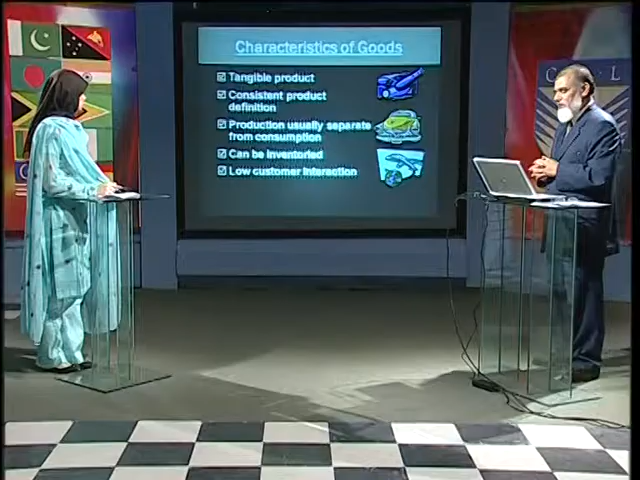 Characteristics of Goods
Tangible product
Consistent product
definition
Production usually separate
from consumption
Can be inventoried
Low customer interaction